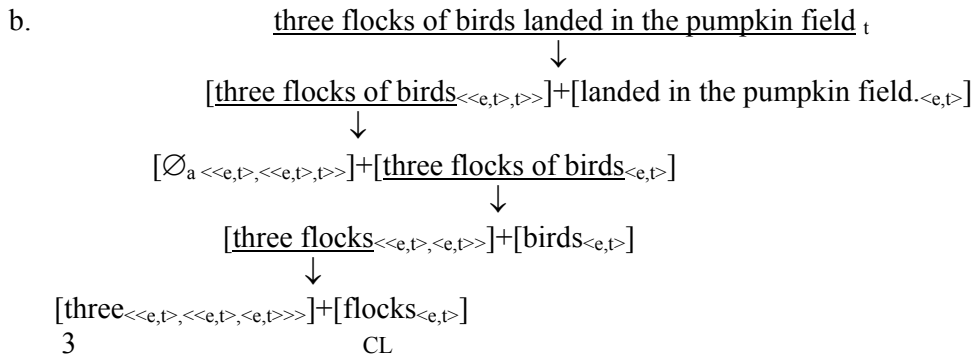 b. three flocks of birds landed in the pumpkin field t
↓
[three flocks of birds<<e,t>,t>>]+[landed in the pumpkin field.<e,t>]
↓
[∅a <<e,t>,<<e,t>,t>>]+[three flocks of birds<e,t>]
↓
[three flocks<<e,t>,<e,t>>]+[birds<e,t>]
↓
[three<<e,t>,<<e,t>,<e,t>>>]+[flocks<e,t>]
3 CL